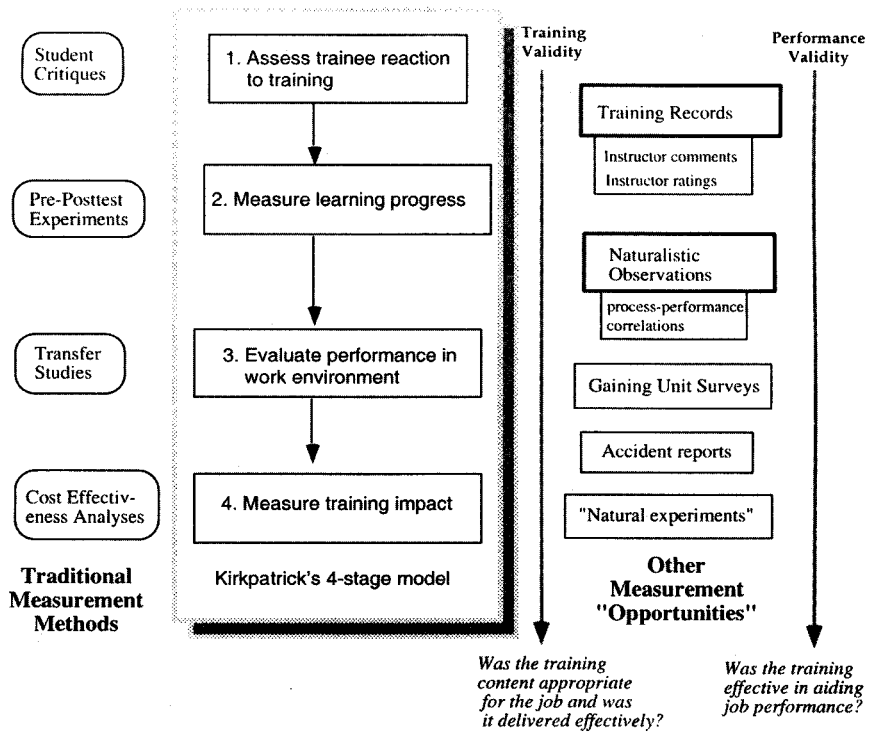 Student
Critiques
Pre-Posttest
Experiments
Transfer
Studies
Cost Effectiv-
eness Analyses
Traditional
Measurement
Methods
1. Assess trainee reaction
to training
2. Measure learning progress
3. Evaluate performance in
work environment
4. Measure training impact
Kirkpatrick's 4-stage model
Training
Validity
Was the training
content appropriate
for the job and was
it delivered effectively?
Training Records
Instructor comments
Instructor ratings
Naturalistic
Observations
process-performance
correlations
Gaining Unit Surveys
Accident reports
"Natural experiments"
Other
Measurement
"Opportunities"
Performance
Validity
Was the training
effective in aiding
job performance?